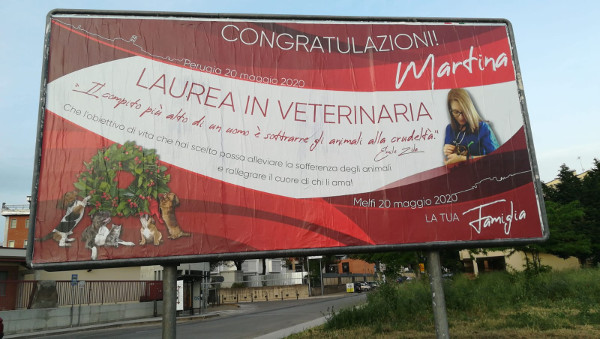 CONGRATULAZIONI!
Martina
Perugia 20 maggio 2020
LAUREA IN VETERINARIA
"Il compito più alto di un uomo è sottrarre gli animali alla crudeltà."
Emile Zola
Che l'obiettivo di vita che hai scelto possa alleviare la sofferenza degli animali
e rallegrare il cuore di chi li ama!
Melfi 20 maggio 2020
LA TUA Famiglia